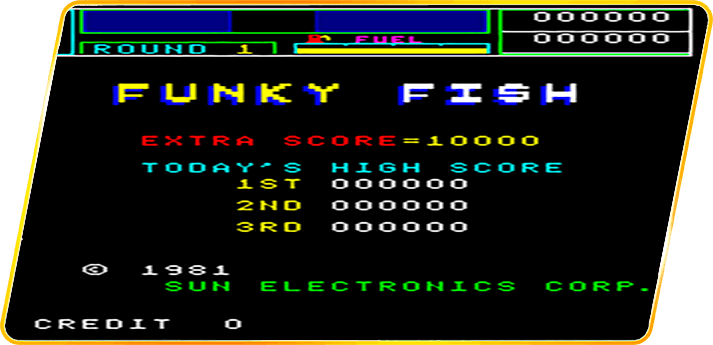 000000
FUEL 000000
ROUND 1
FUNKY FISH
EXTRA SCORE=10000
TODAY'S HIGH SCORE
1ST 000000
2ND 000000
3RD 000000
© 1981
SUN ELECTRONICS CORP.
CREDIT 0